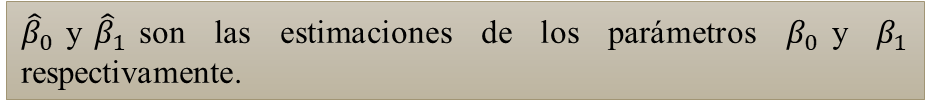 β̂₀ y β̂₁ son las estimaciones de los parámetros β₀ y β₁
respectivamente.